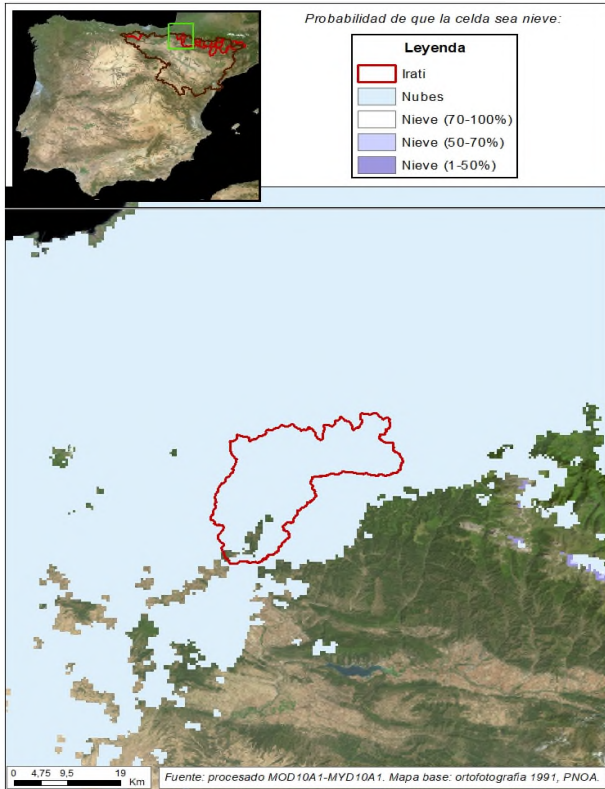 Probabilidad de que la celda sea nieve:
Leyenda
Irati
Nubes
Nieve (70-100%)
Nieve (50-70%)
Nieve (1-50%)
0 4,75 9,5 19
Km
Fuente: procesado MOD10A1-MYD10A1. Mapa base: ortofotografía 1991, PNOA.